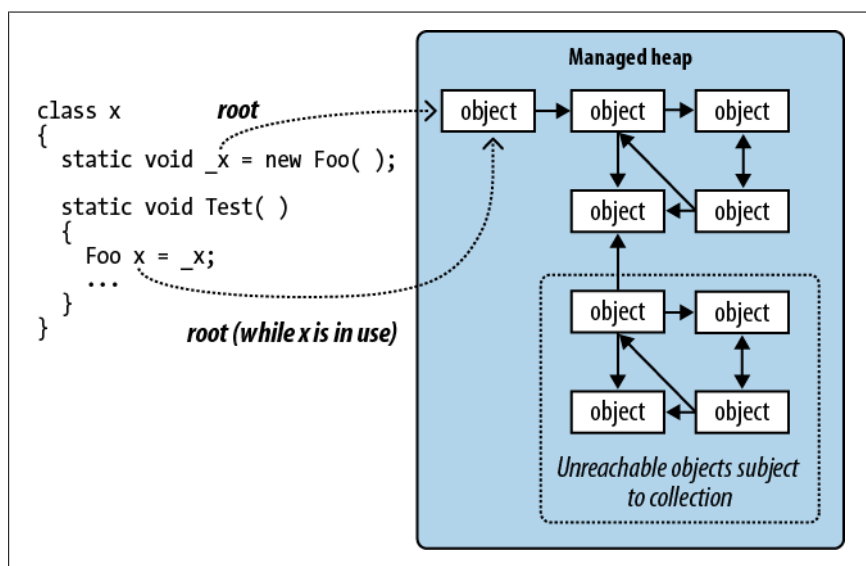 Managed heap
class x
root
{
static void _x = new Foo( );
static void Test( )
{
Foo x = _x;
...
}
}
root (while x is in use)
object
object
object
object
object
object
object
object
object
Unreachable objects subject
to collection